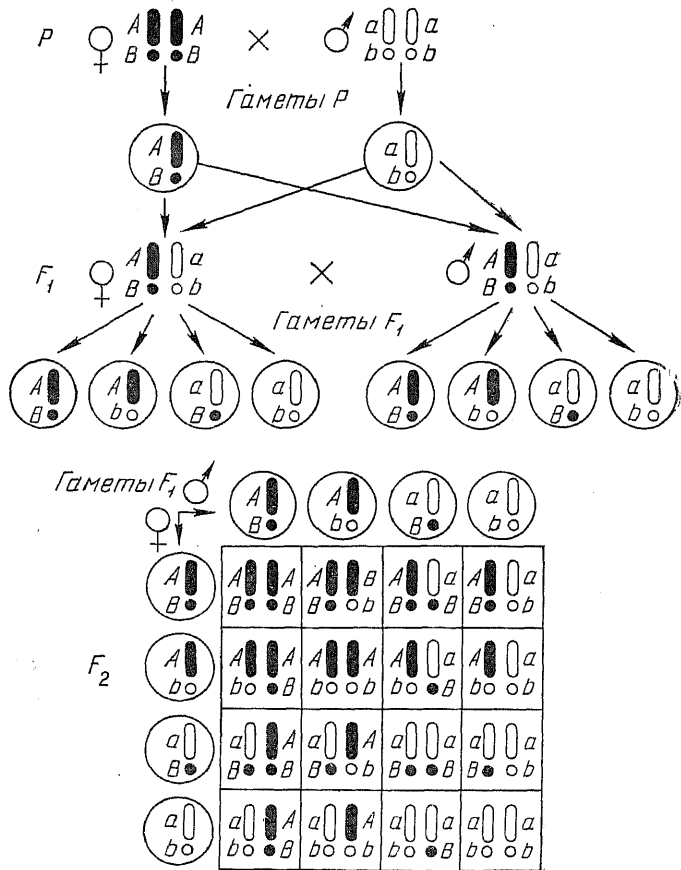 P ♀ A A × ♂ a a
B B b b
Гаметы P
A a
B b
F₁ ♀ A a × ♂ A a
B b B b
Гаметы F₁
A A a a A A a a
B b B b B b B b
Гаметы F₁ ♂
♀ A A a a
B b B b
A A A A B A a A a
B B B B b B B B b
F₂ A A A A A A a A a
b b B b b b B b b
a a A a A a a a a
B B B B b B B B b
a a A a A a a a a
b b B b b b B b b